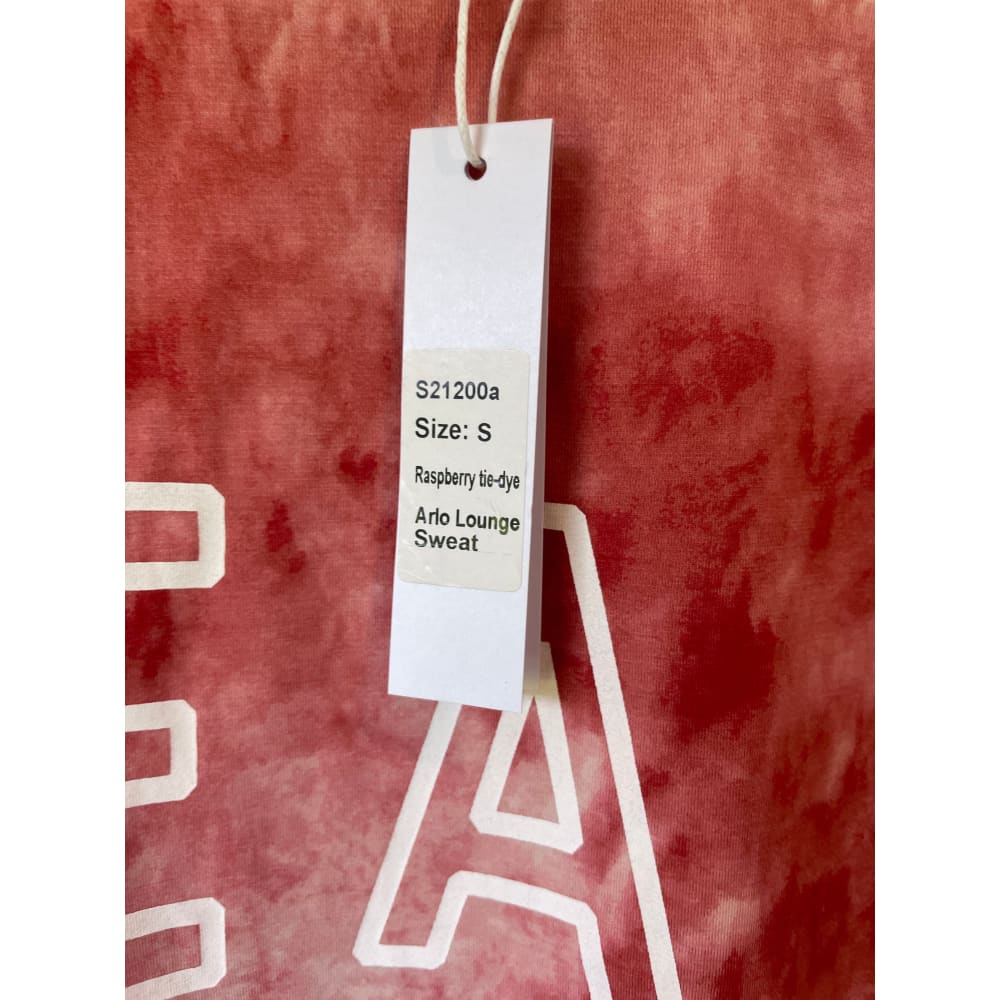 S21200a
Size: S
Raspberry tie-dye
Arlo Lounge
Sweat
E A